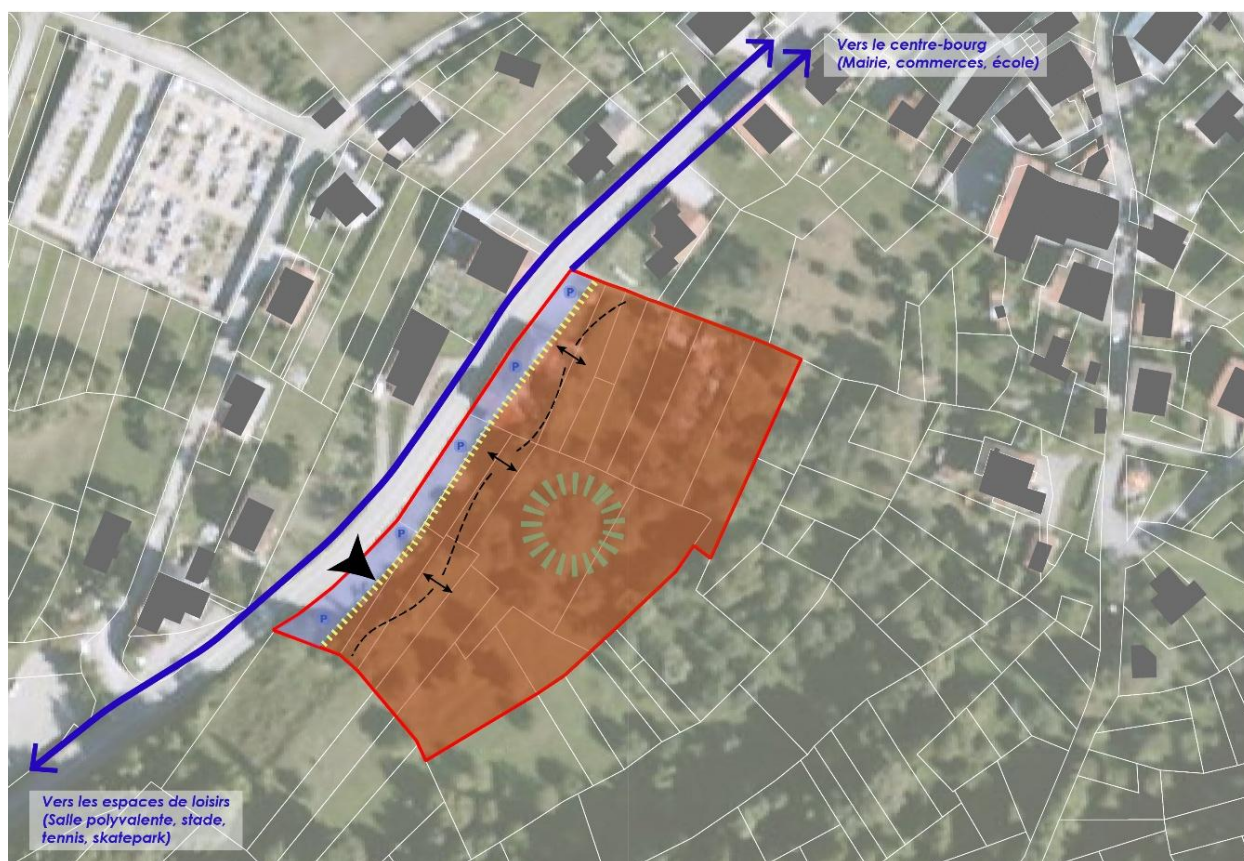 Vers le centre-bourg
(Mairie, commerces, école)
P
P
P
P
P
Vers les espaces de loisirs
(Salle polyvalente, stade,
tennis, skatepark)